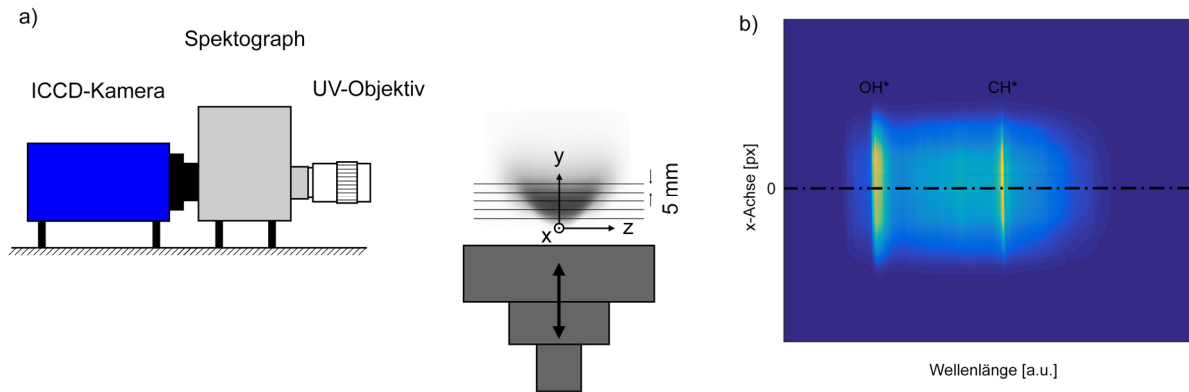 a)
Spektograph
ICCD-Kamera
UV-Objektiv
y
5 mm
x
z
b)
OH*
CH*
x-Achse [px]
0
Wellenlänge [a.u.]